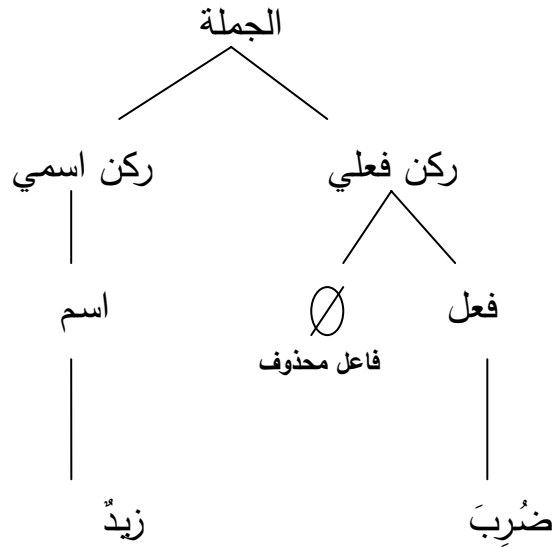 الجملة
ركن فعلي ركن اسمي
فعل ∅ اسم
فاعل محذوف
ضُرِبَ زيدٌ